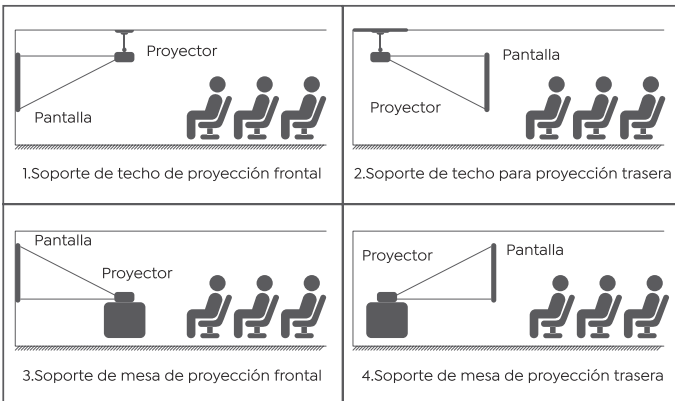 Proyector
Pantalla
1.Soporte de techo de proyección frontal
Pantalla
Proyector
2.Soporte de techo para proyección trasera
Pantalla
Proyector
3.Soporte de mesa de proyección frontal
Proyector
Pantalla
4.Soporte de mesa de proyección trasera